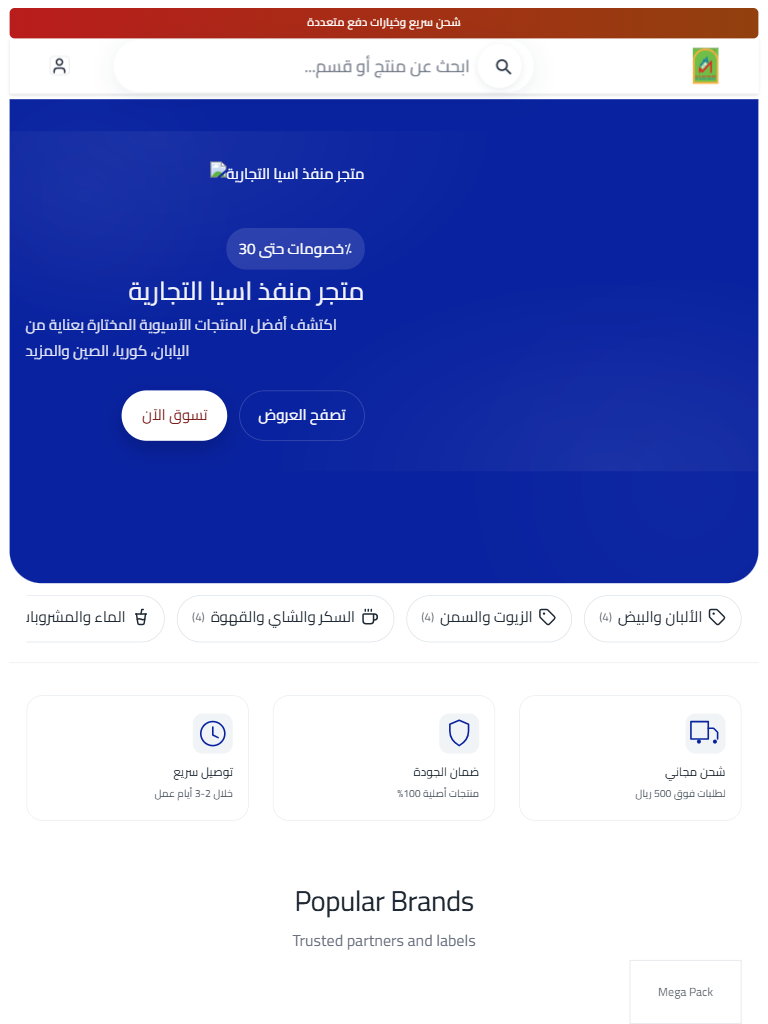 شحن سريع وخيارات دفع متعددة
ابحث عن منتج أو قسم...
متجر منفذ اسيا التجارية
خصومات حتى 30٪
متجر منفذ اسيا التجارية
اكتشف أفضل المنتجات الآسيوية المختارة بعناية من
اليابان، كوريا، الصين والمزيد
تصفح العروض
تسوق الآن
الألبان والبيض (4)
الزيوت والسمن (4)
السكر والشاي والقهوة (4)
الماء والمشروبات
شحن مجاني
لطلبات فوق 500 ريال
ضمان الجودة
منتجات أصلية 100%
توصيل سريع
خلال 2-3 أيام عمل
Popular Brands
Trusted partners and labels
Mega Pack